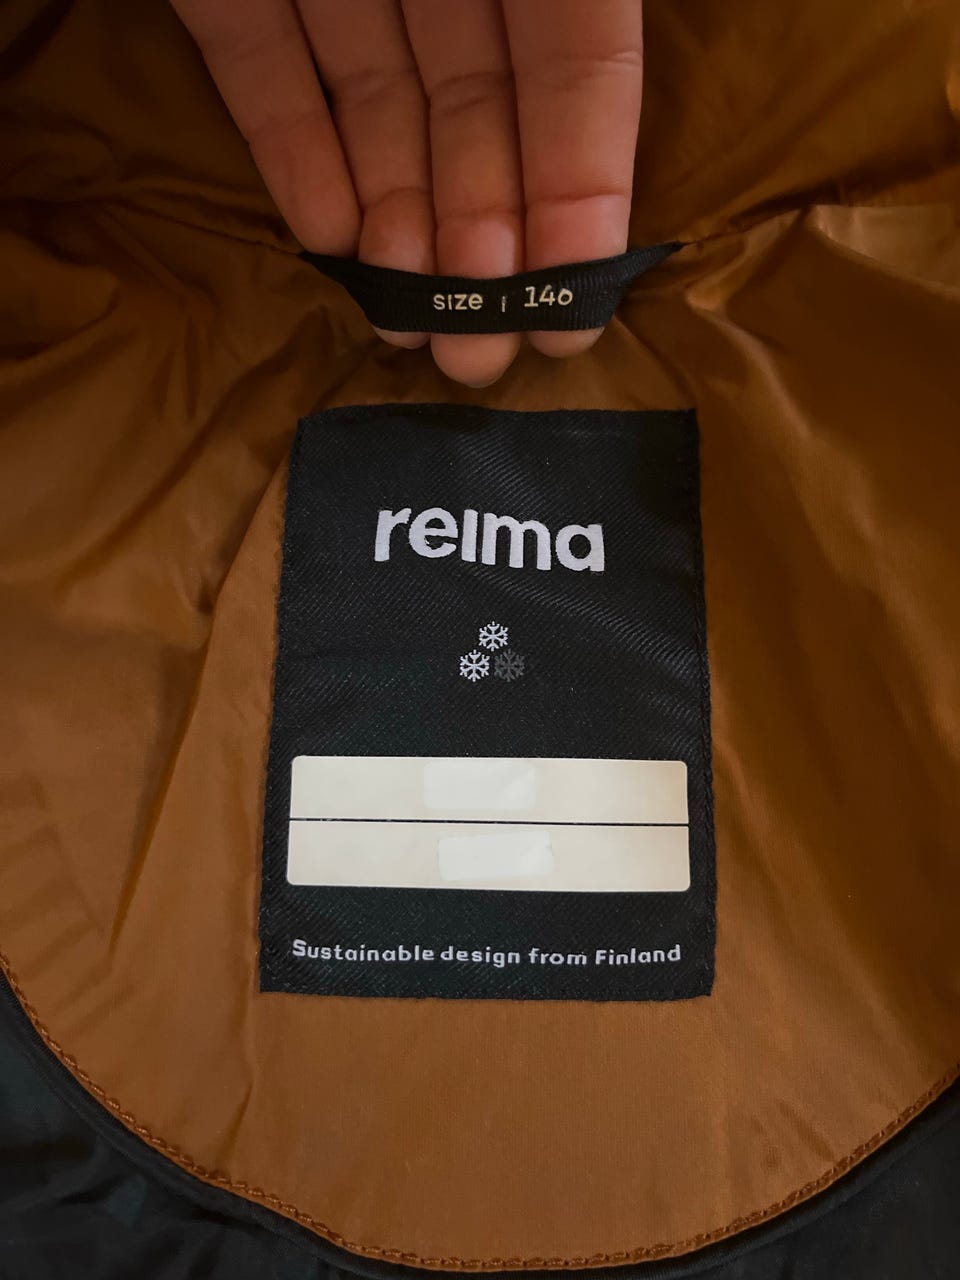 size | 140
reima
Sustainable design from Finland